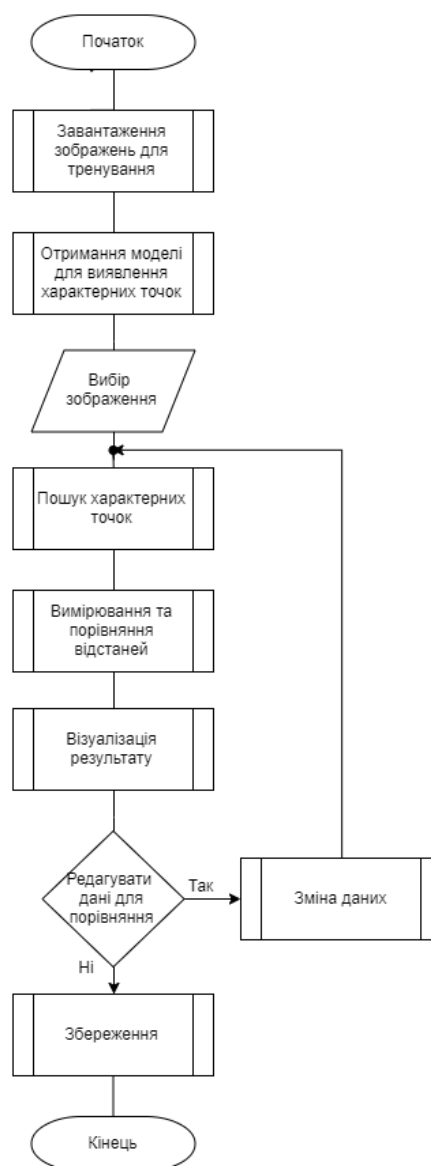 Початок
Завантаження
зображень для
тренування
Отримання моделі
для виявлення
характерних точок
Вибір
зображення
Пошук характерних
точок
Вимірювання та
порівняння
відстаней
Візуалізація
результату
Редагувати
дані для
порівняння
Так
Зміна даних
Ні
Збереження
Кінець